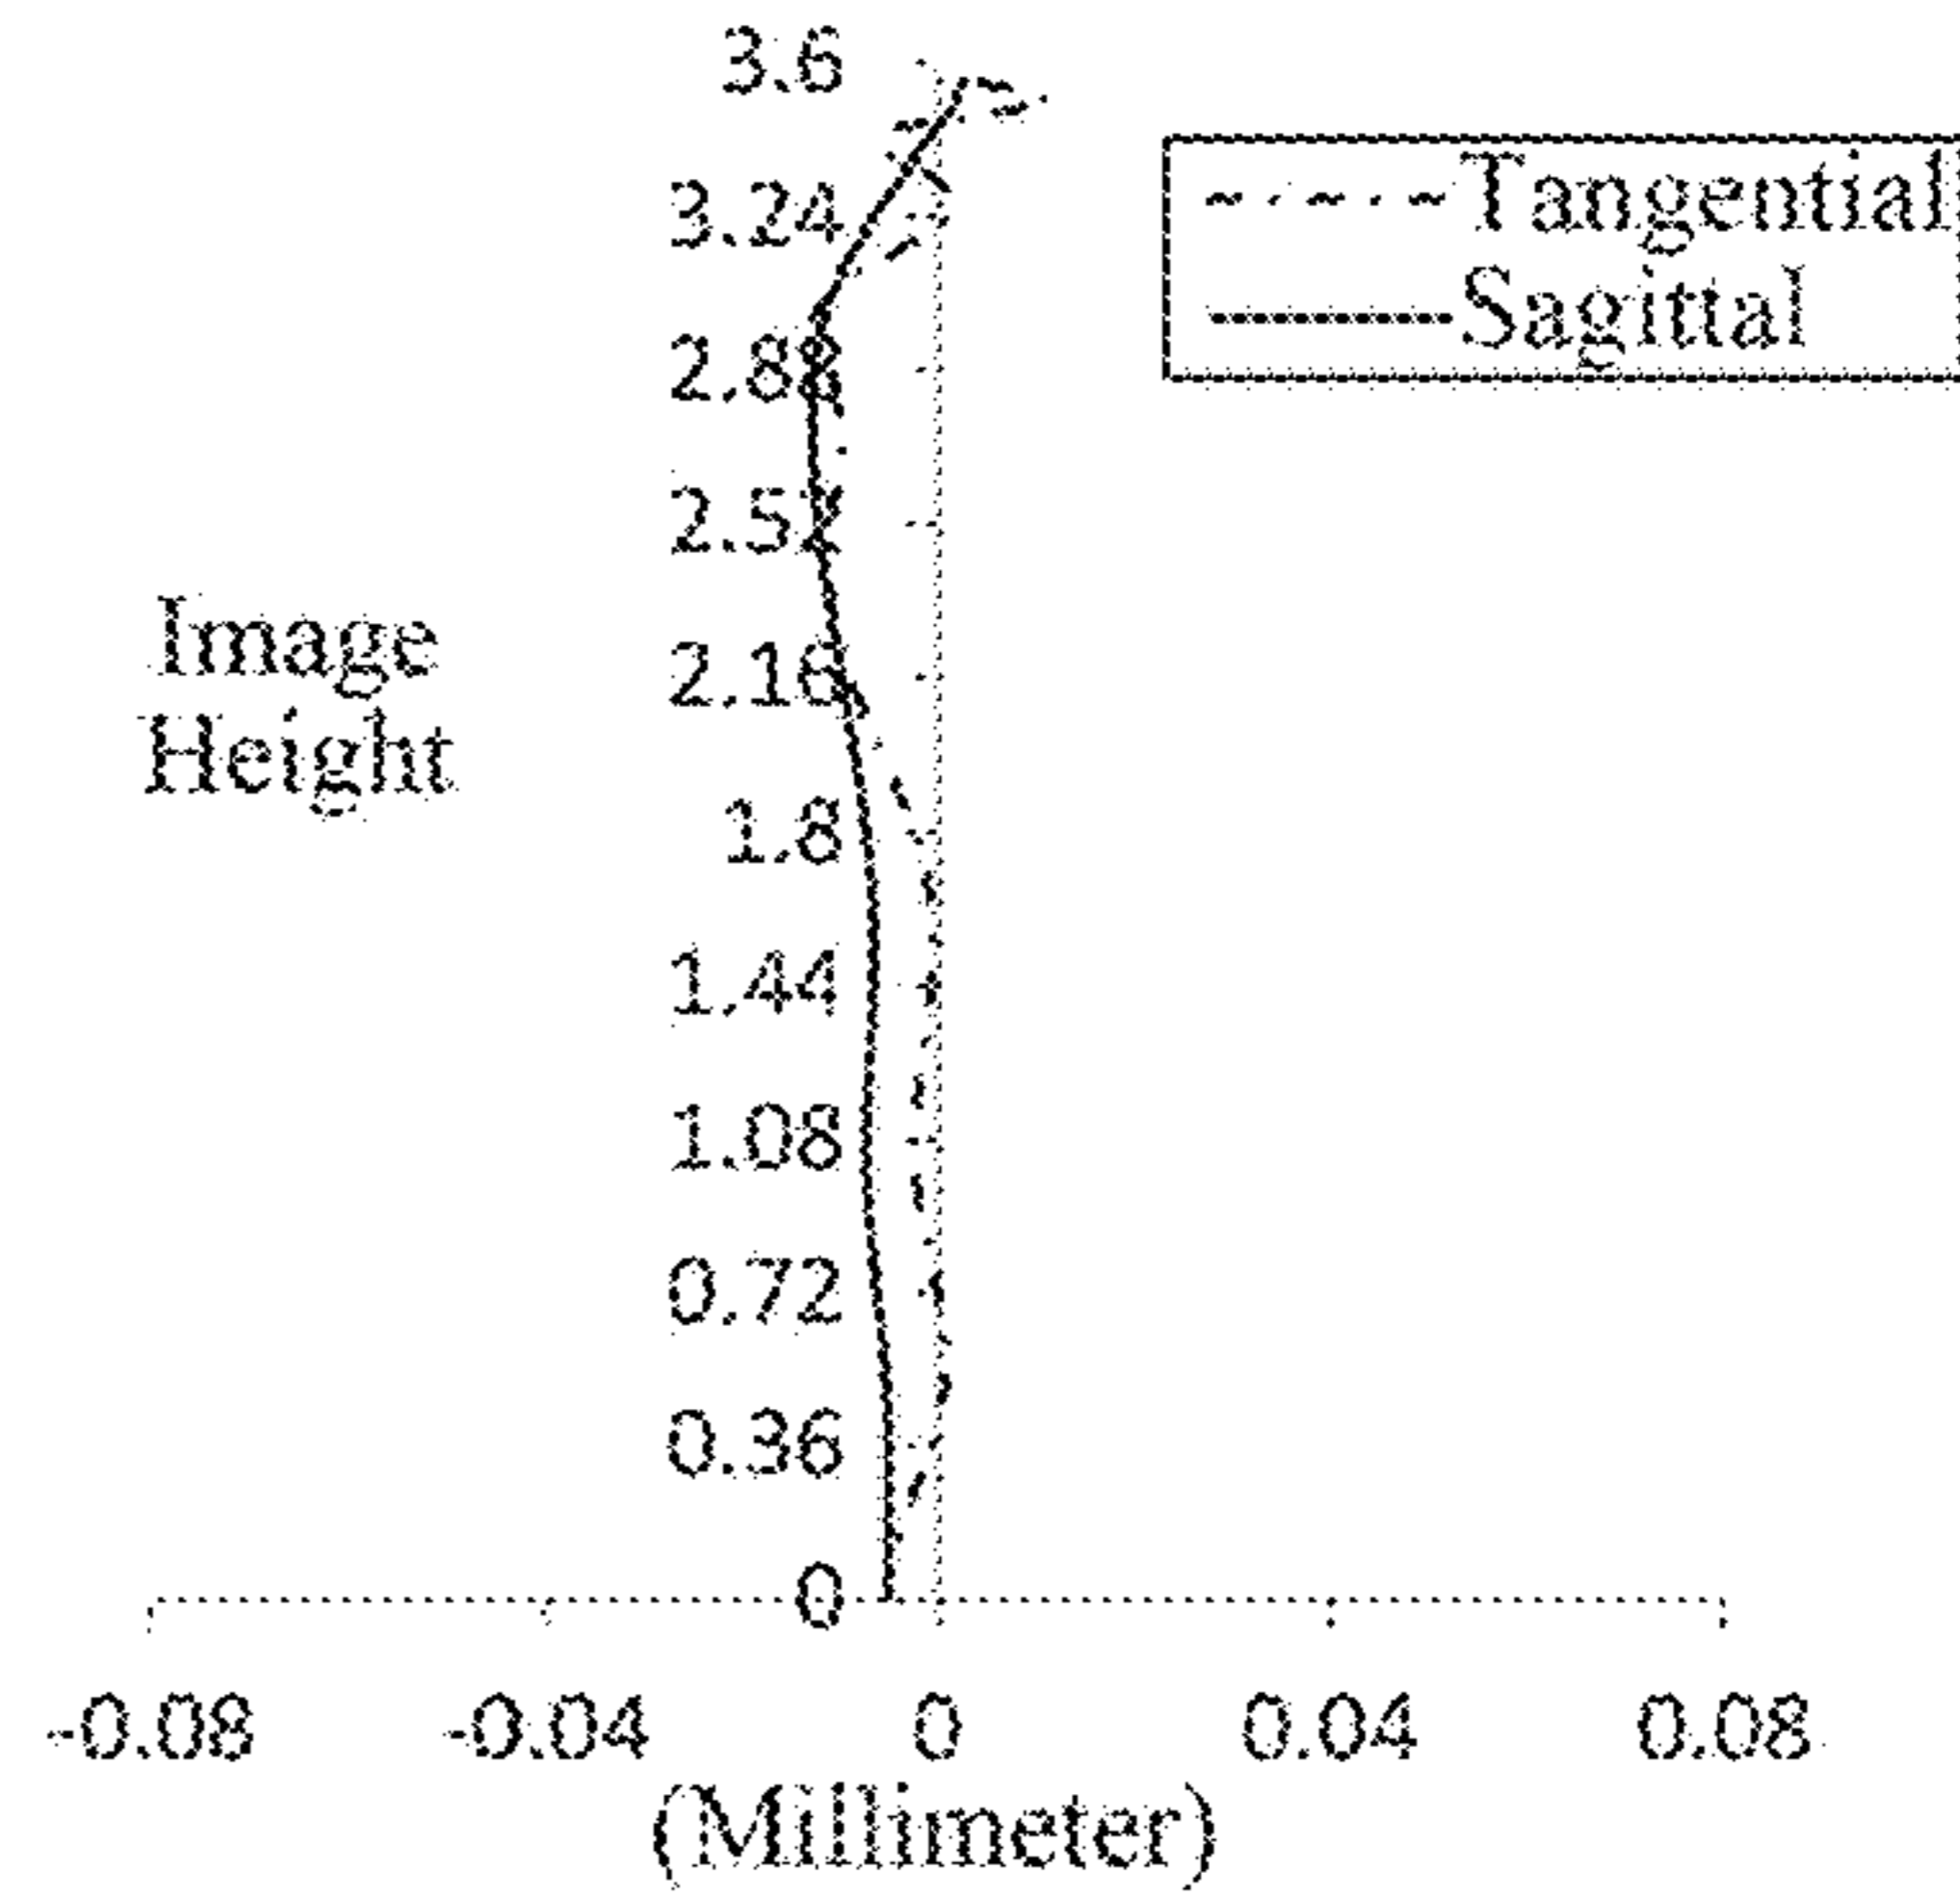 3.6
3.24
2.88
2.52
2.16
1.8
1.44
1.08
0.72
0.36
0
Tangential
Sagittal
Image
Height
-0.08 -0.04 0 0.04 0.08
(Millimeter)